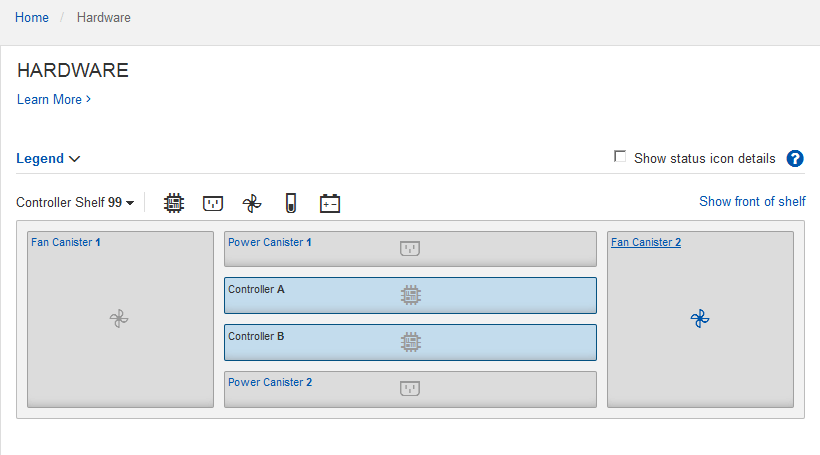 Home / Hardware
HARDWARE
Learn More >
Legend
Show status icon details ?
Controller Shelf 99
Show front of shelf
Fan Canister 1
Power Canister 1
Fan Canister 2
Controller A
Controller B
Power Canister 2